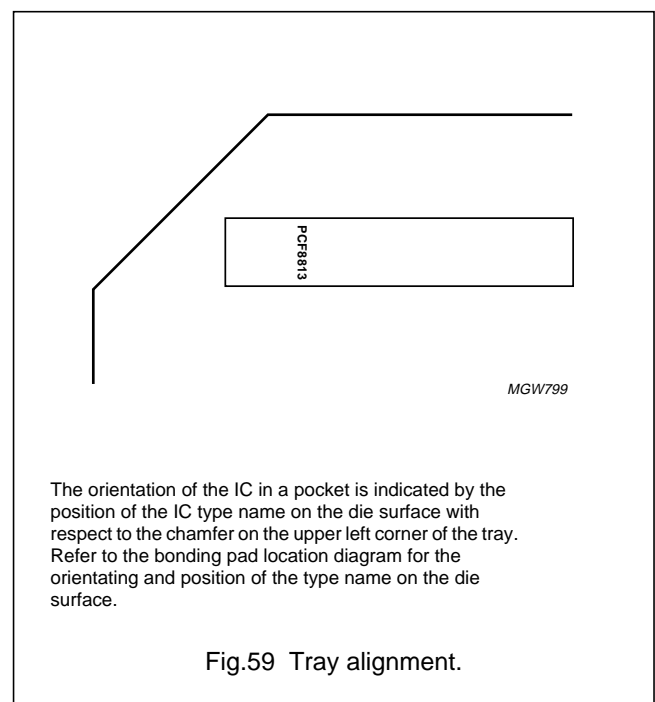 PCF8813
MGW799
The orientation of the IC in a pocket is indicated by the
position of the IC type name on the die surface with
respect to the chamfer on the upper left corner of the tray.
Refer to the bonding pad location diagram for the
orientating and position of the type name on the die
surface.
Fig.59 Tray alignment.